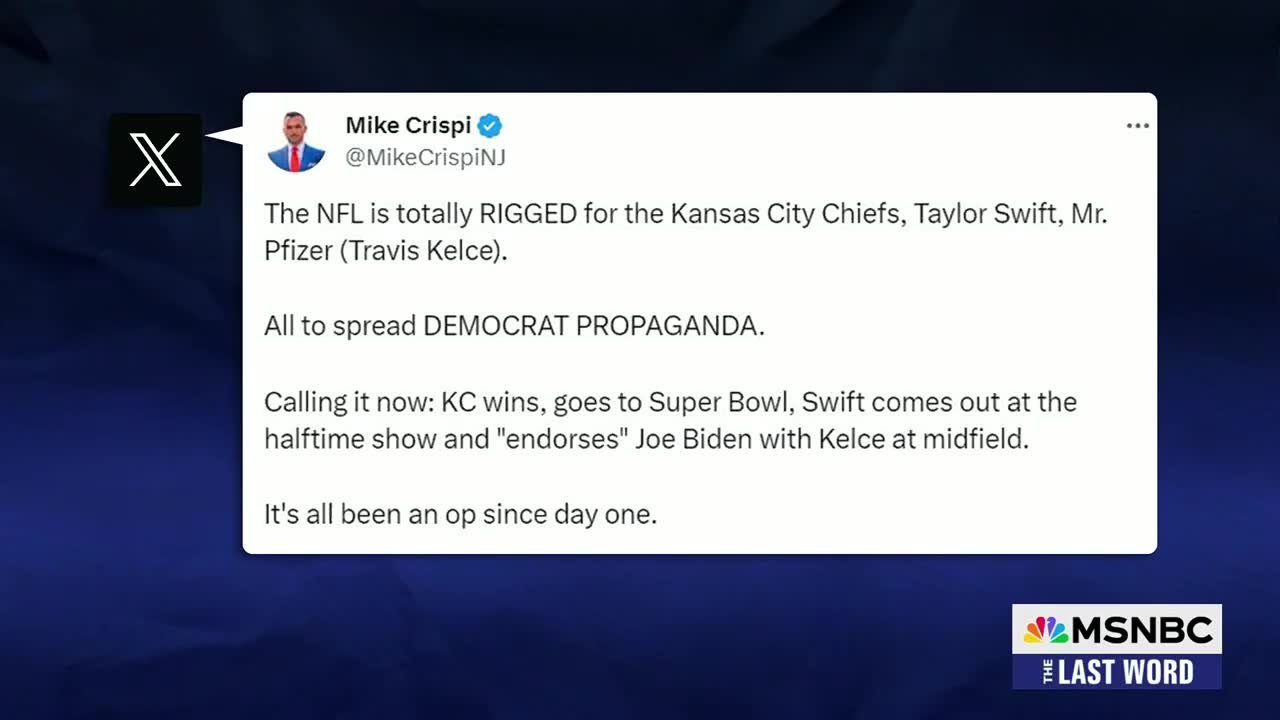 Mike Crispi
@MikeCrispiNJ
The NFL is totally RIGGED for the Kansas City Chiefs, Taylor Swift, Mr.
Pfizer (Travis Kelce).
All to spread DEMOCRAT PROPAGANDA.
Calling it now: KC wins, goes to Super Bowl, Swift comes out at the
halftime show and "endorses" Joe Biden with Kelce at midfield.
It's all been an op since day one.
MSNBC
THE LAST WORD